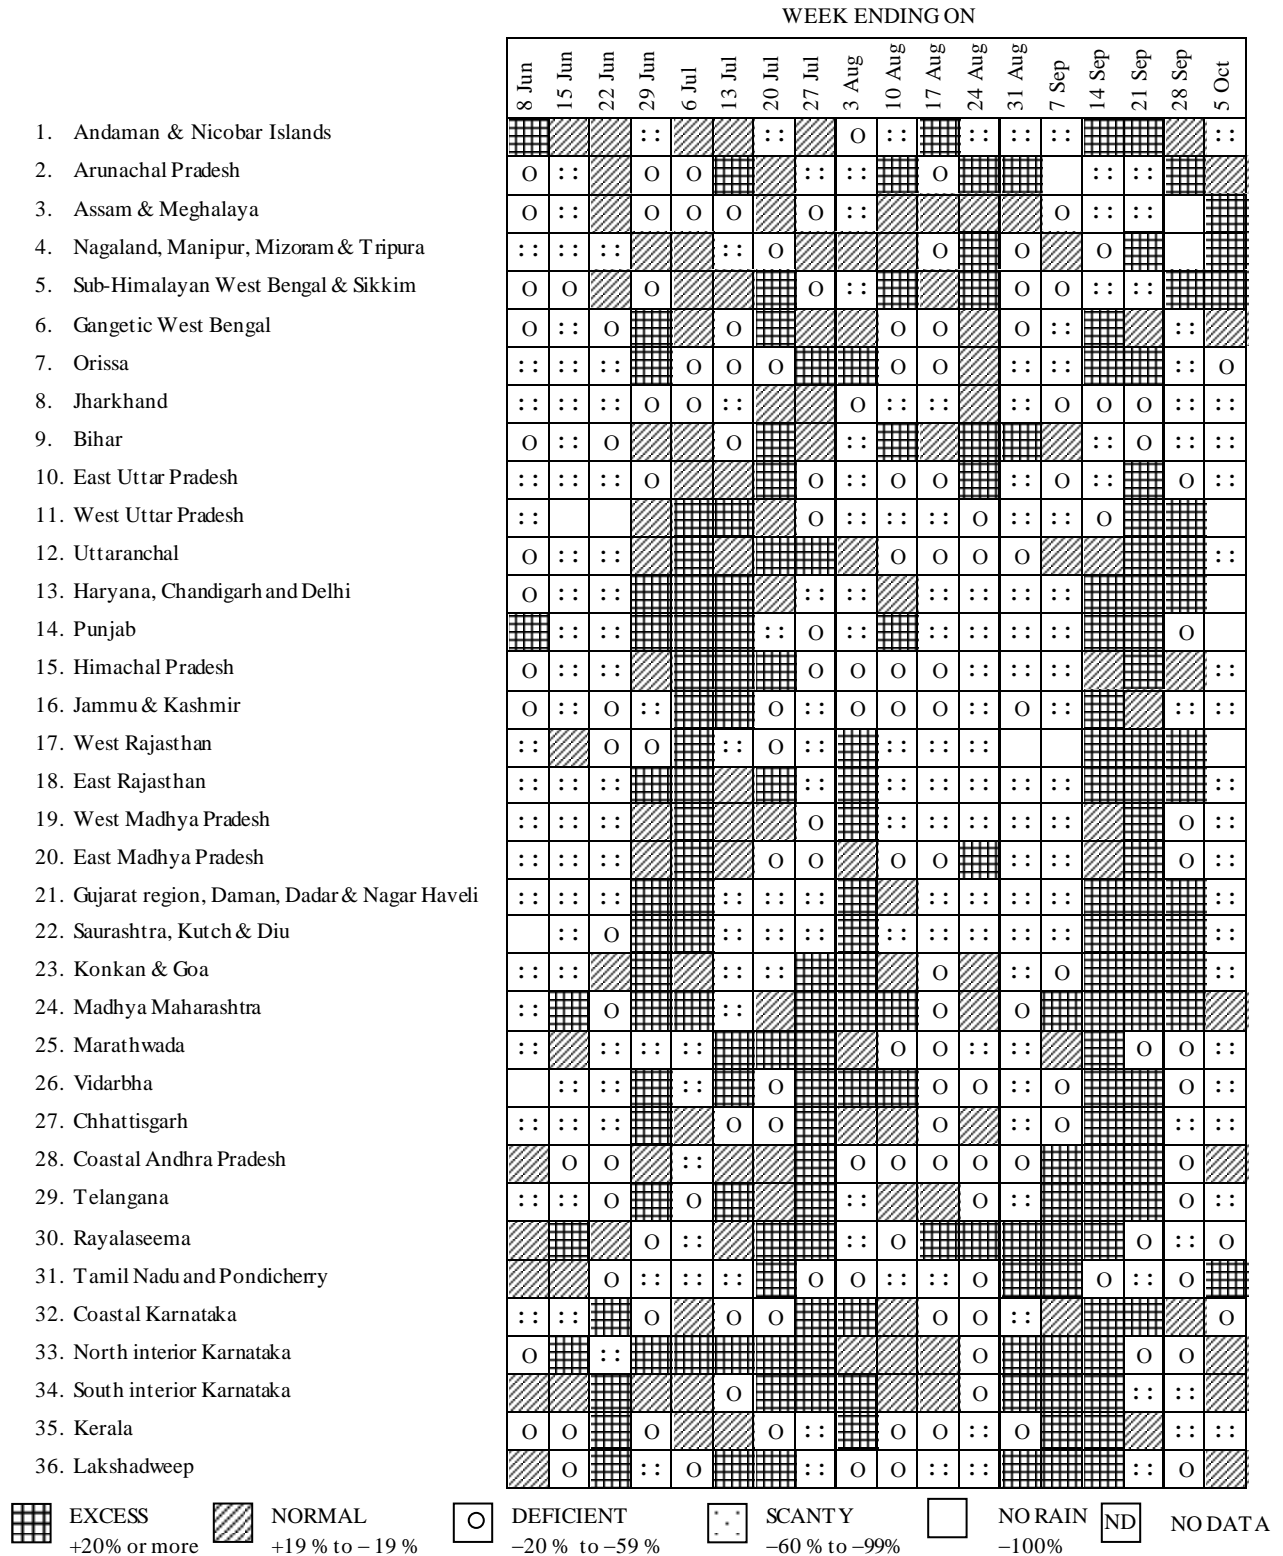 WEEK ENDING ON
8 Jun 15 Jun 22 Jun 29 Jun 6 Jul 13 Jul 20 Jul 27 Jul 3 Aug 10 Aug 17 Aug 24 Aug 31 Aug 7 Sep 14 Sep 21 Sep 28 Sep 5 Oct
1. Andaman & Nicobar Islands O
2. Arunachal Pradesh O O O O
3. Assam & Meghalaya O O O O O O
4. Nagaland, Manipur, Mizoram & Tripura O O O O
5. Sub-Himalayan West Bengal & Sikkim O O O O O O
6. Gangetic West Bengal O O O O O O
7. Orissa O O O O O O
8. Jharkhand O O O O O O
9. Bihar O O O O
10. East Uttar Pradesh O O O O O O
11. West Uttar Pradesh O O O
12. Uttaranchal O O O O O
13. Haryana, Chandigarh and Delhi O
14. Punjab O O
15. Himachal Pradesh O O O O O
16. Jammu & Kashmir O O O O O O O
17. West Rajasthan O O O
18. East Rajasthan
19. West Madhya Pradesh O O
20. East Madhya Pradesh O O O O O
21. Gujarat region, Daman, Dadar & Nagar Haveli
22. Saurashtra, Kutch & Diu O
23. Konkan & Goa O O
24. Madhya Maharashtra O O O
25. Marathwada O O O O
26. Vidarbha O O O O O
27. Chhattisgarh O O O O
28. Coastal Andhra Pradesh O O O O O O O O
29. Telangana O O O O
30. Rayalaseema O O O O
31. Tamil Nadu and Pondicherry O O O O O O
32. Coastal Karnataka O O O O O O
33. North interior Karnataka O O O O
34. South interior Karnataka O O
35. Kerala O O O O O O O
36. Lakshadweep O O O O O
EXCESS NORMAL O DEFICIENT SCANTY NO RAIN ND NO DATA
+20% or more +19 % to – 19 % –20 % to –59 % –60 % to –99% –100%